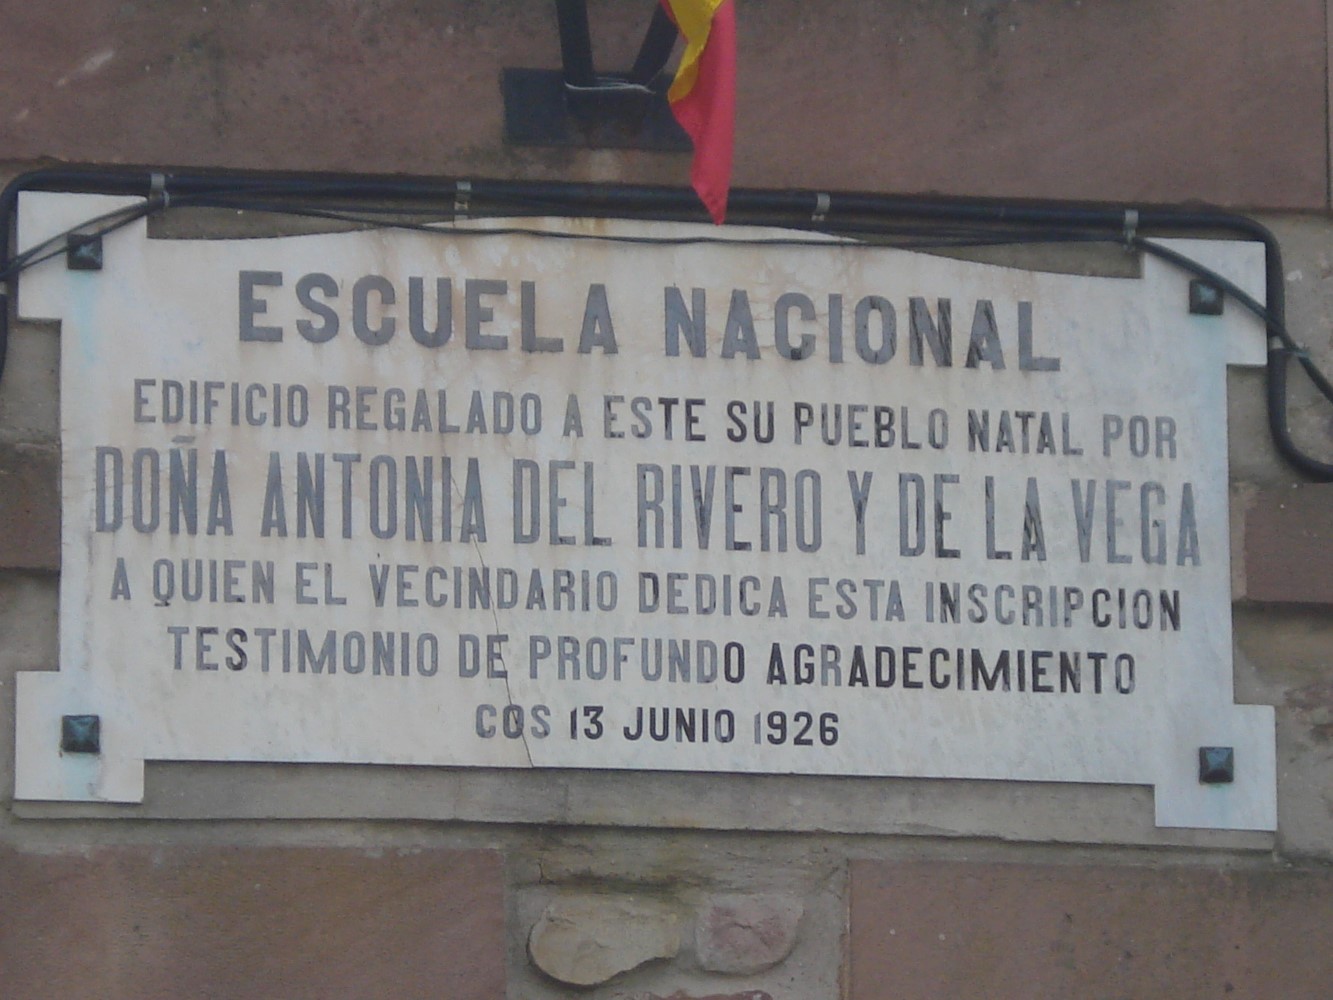 ESCUELA NACIONAL
EDIFICIO REGALADO A ESTE SU PUEBLO NATAL POR
DOÑA ANTONIA DEL RIVERO Y DE LA VEGA
A QUIEN EL VECINDARIO DEDICA ESTA INSCRIPCION
TESTIMONIO DE PROFUNDO AGRADECIMIENTO
COS 13 JUNIO 1926